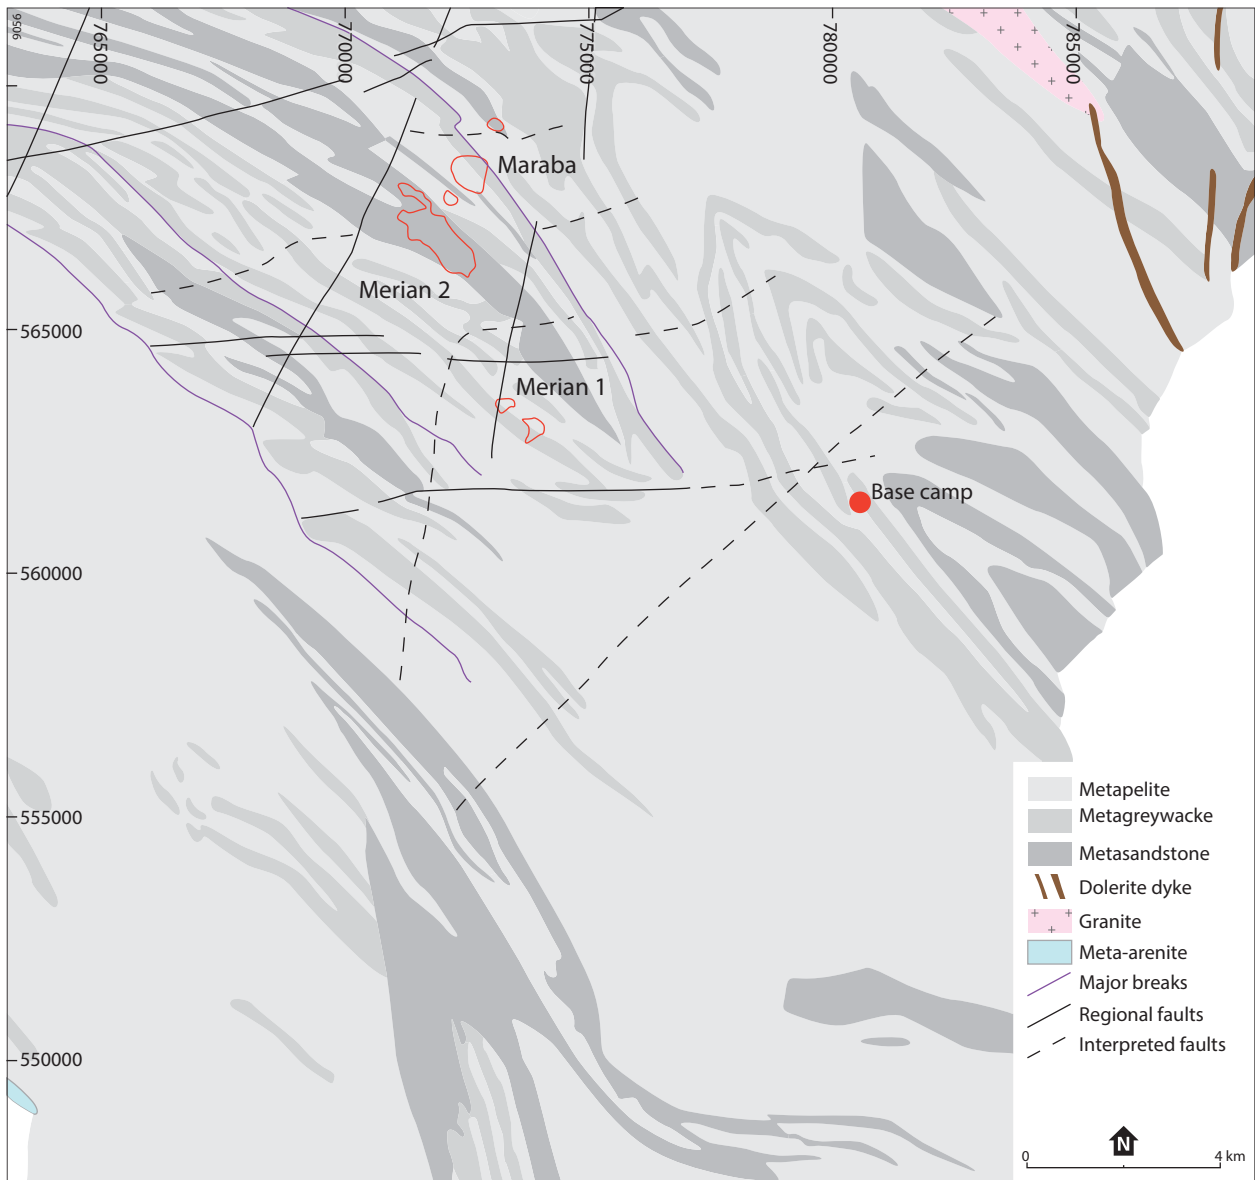 9056
765000
770000
775000
780000
785000
Maraba
Merian 2
565000
Merian 1
Base camp
560000
555000
550000
Metapelite
Metagreywacke
Metasandstone
Dolerite dyke
Granite
Meta-arenite
Major breaks
Regional faults
Interpreted faults
N
0 4 km